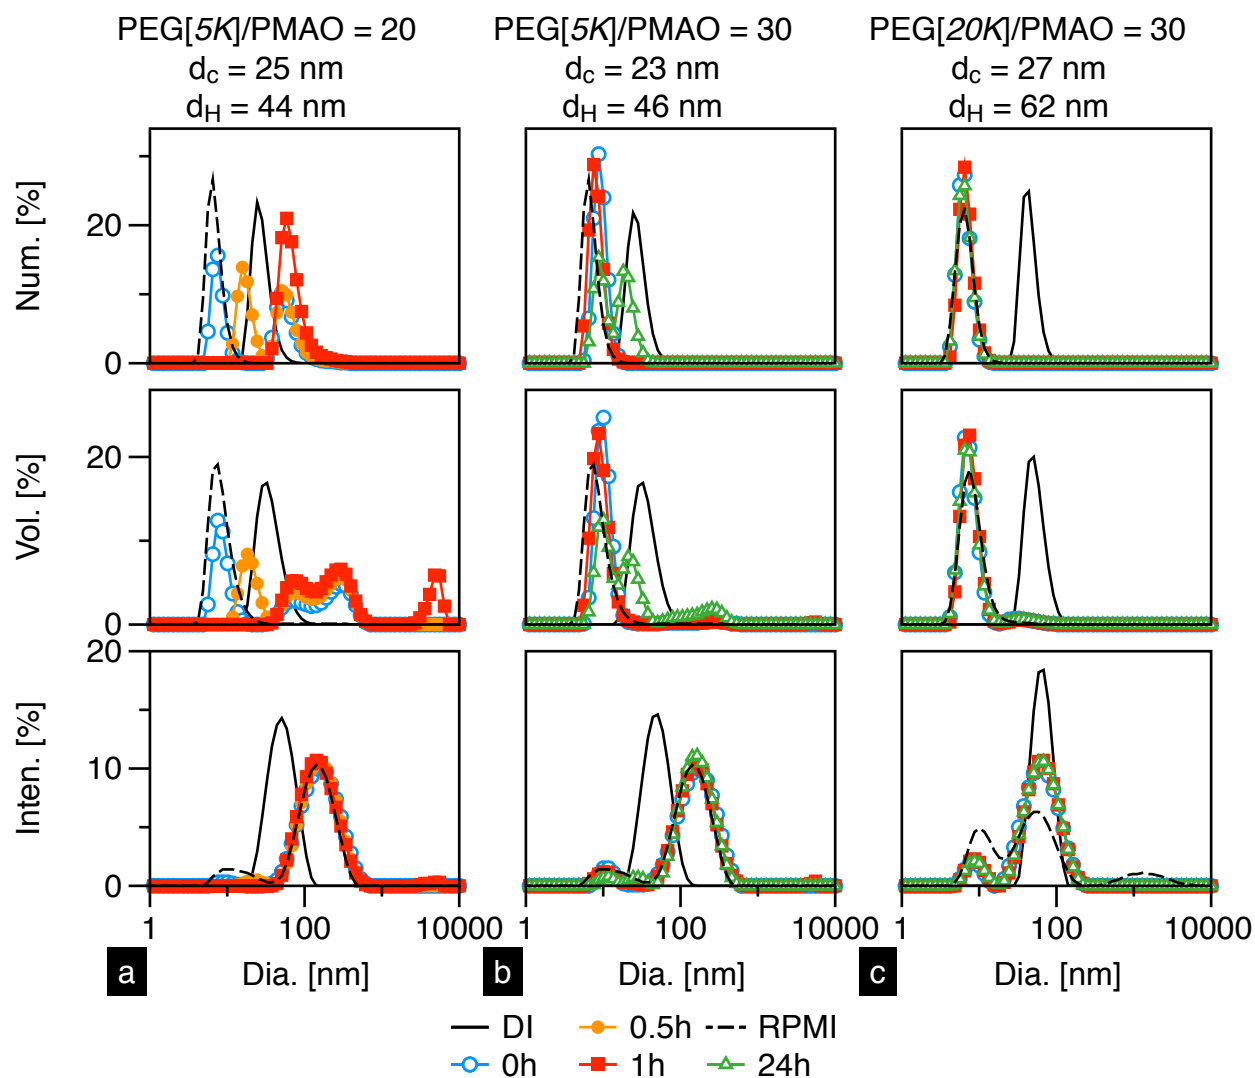 PEG[5K]/PMAO = 20
d_c = 25 nm
d_H = 44 nm
PEG[5K]/PMAO = 30
d_c = 23 nm
d_H = 46 nm
PEG[20K]/PMAO = 30
d_c = 27 nm
d_H = 62 nm
Num. [%]
20
0
Vol. [%]
20
0
Inten. [%]
20
10
0
1 100 10000
1 100 10000
1 100 10000
a Dia. [nm]
b Dia. [nm]
c Dia. [nm]
DI 0.5h RPMI
0h 1h 24h